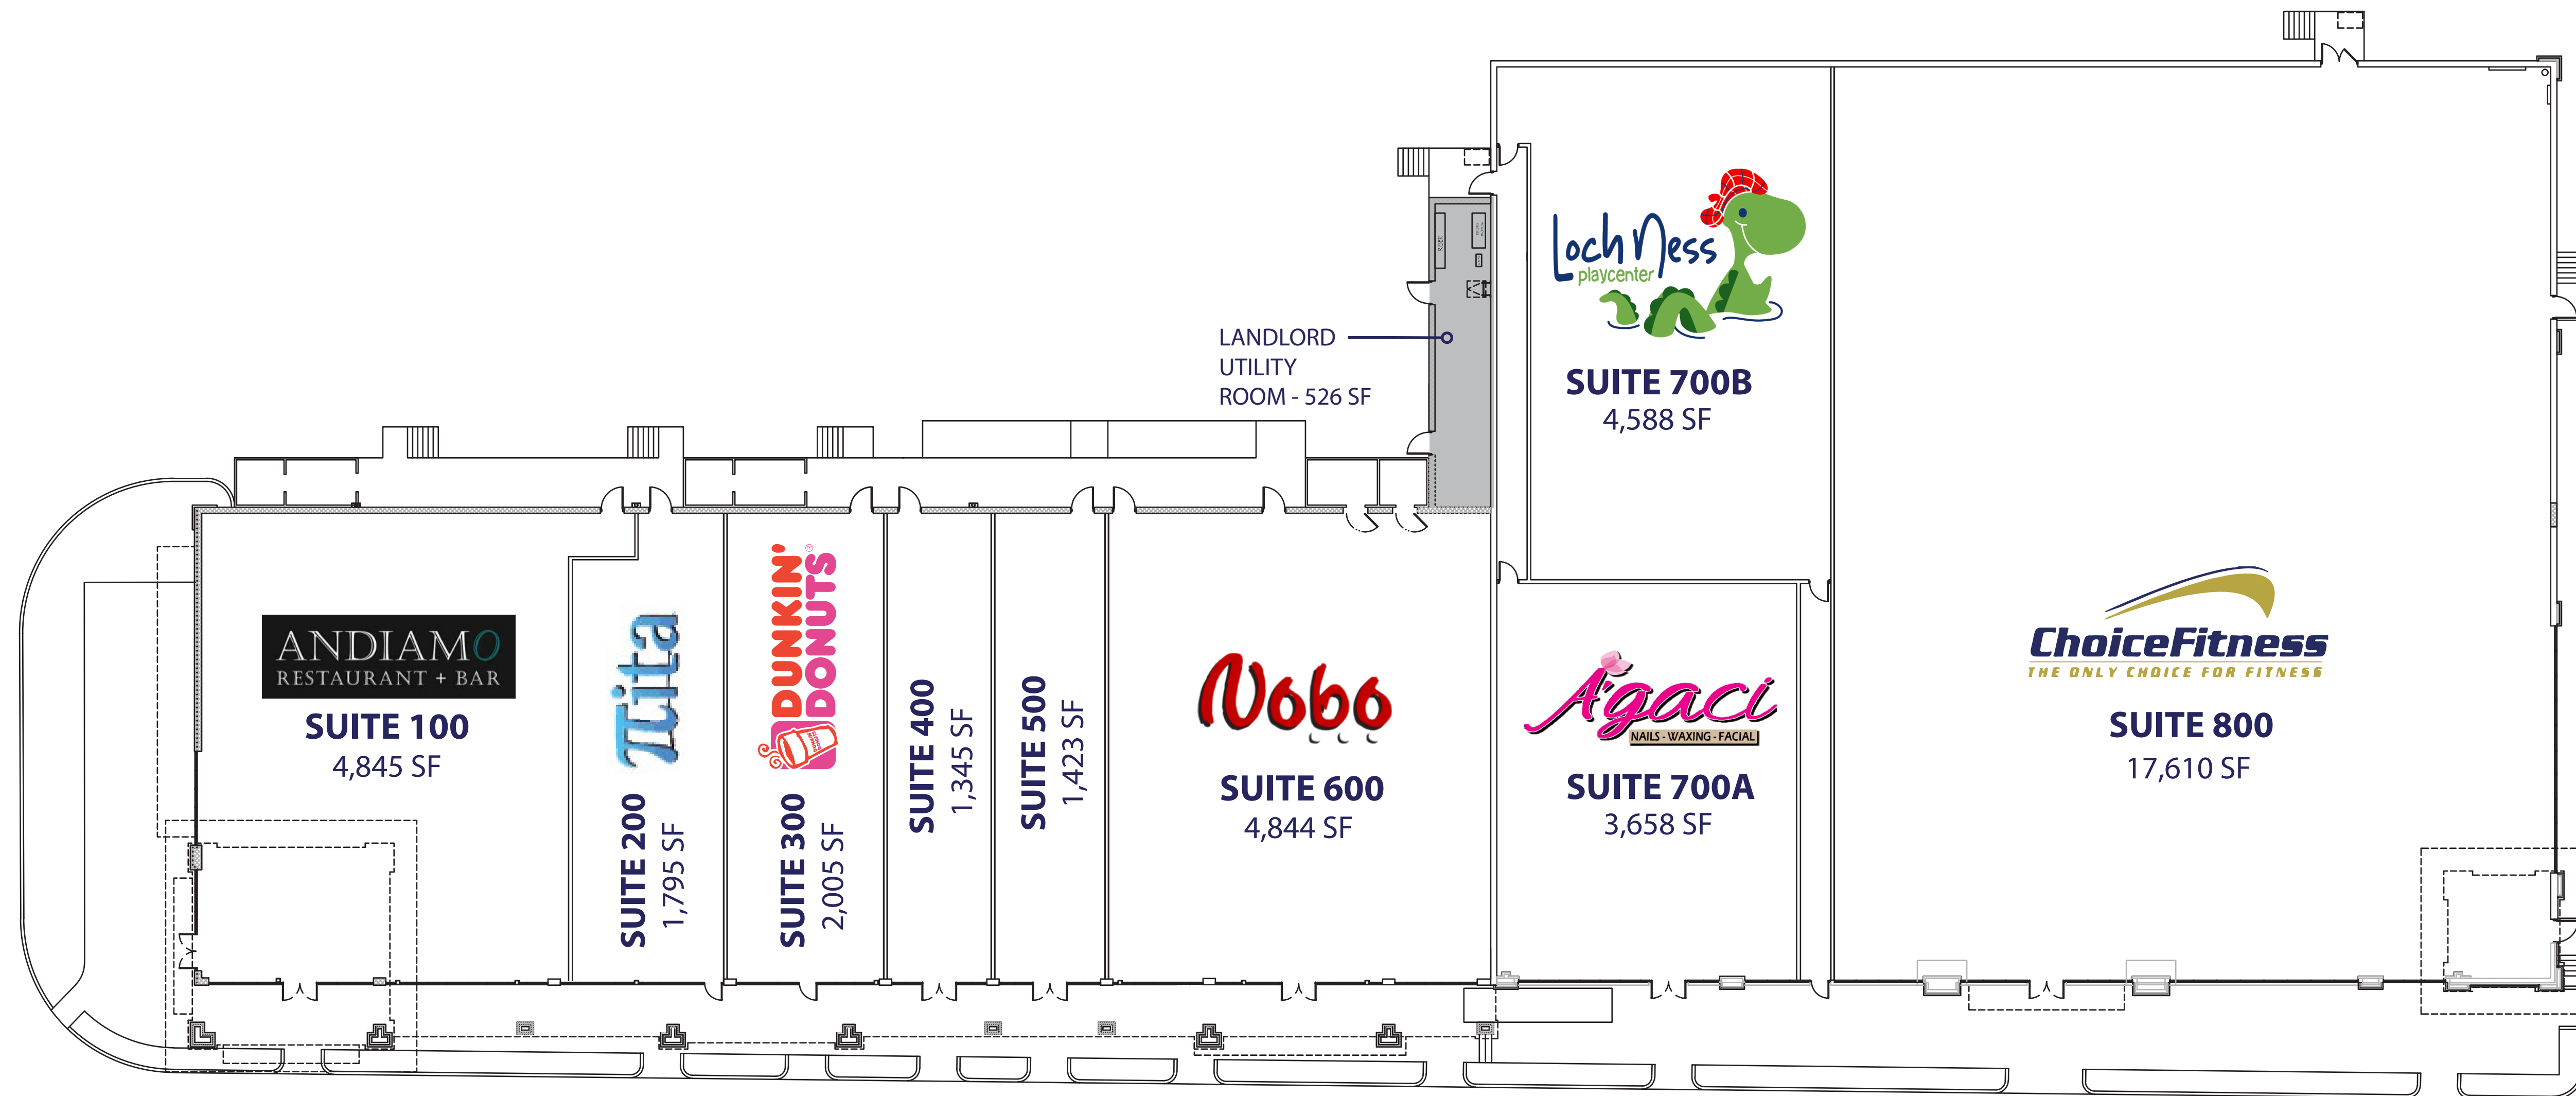 Loch Ness
playcenter
SUITE 700B
4,588 SF
LANDLORD
UTILITY
ROOM - 526 SF
RISER
ANDIAMO
RESTAURANT + BAR
SUITE 100
4,845 SF
πita
SUITE 200
1,795 SF
DUNKIN'
DONUTS®
SUITE 300
2,005 SF
SUITE 400
1,345 SF
SUITE 500
1,423 SF
Nobo
SUITE 600
4,844 SF
A'gaci
NAILS - WAXING - FACIAL
SUITE 700A
3,658 SF
ChoiceFitness
THE ONLY CHOICE FOR FITNESS
SUITE 800
17,610 SF